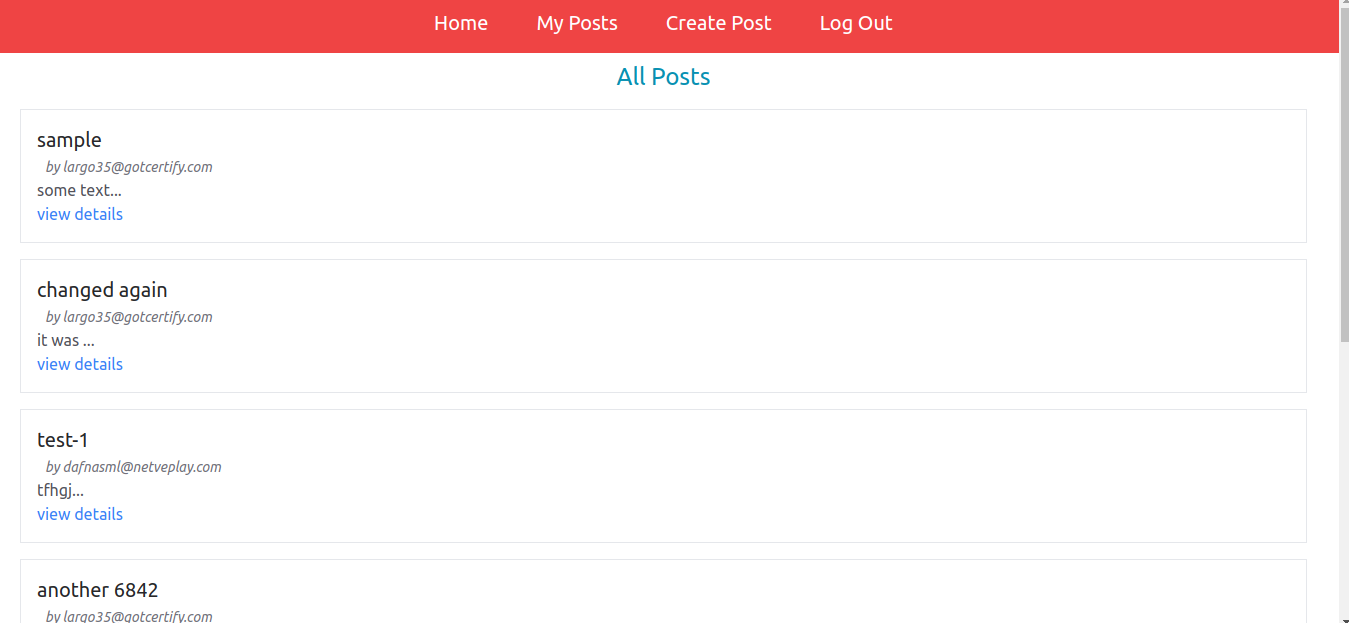 Home My Posts Create Post Log Out
All Posts
sample
by largo35@gotcertify.com
some text...
view details
changed again
by largo35@gotcertify.com
it was ...
view details
test-1
by dafnasml@netveplay.com
tfhgj...
view details
another 6842
by largo35@gotcertify.com